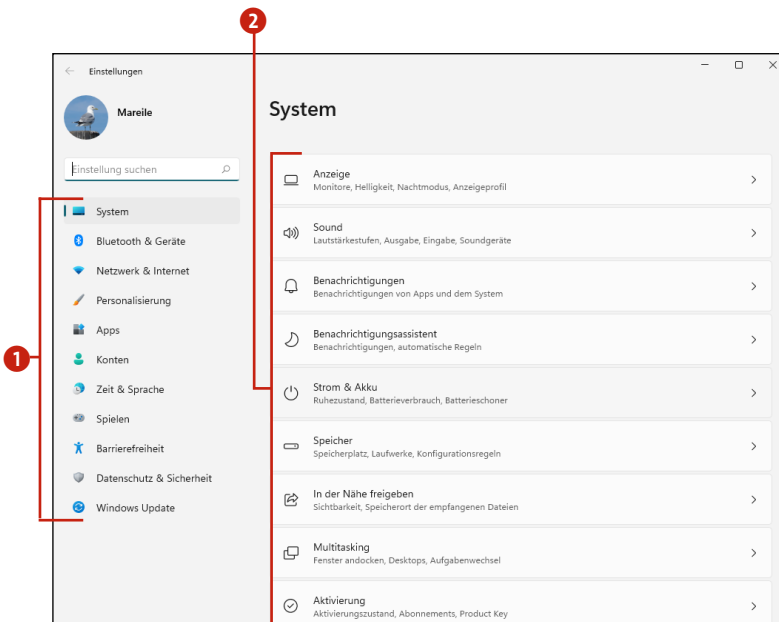 2
Einstellungen
Mareile
System
Einstellung suchen
1
System
Bluetooth & Geräte
Netzwerk & Internet
Personalisierung
Apps
Konten
Zeit & Sprache
Spielen
Barrierefreiheit
Datenschutz & Sicherheit
Windows Update
Anzeige
Monitore, Helligkeit, Nachtmodus, Anzeigeprofil
Sound
Lautstärkestufen, Ausgabe, Eingabe, Soundgeräte
Benachrichtigungen
Benachrichtigungen von Apps und dem System
Benachrichtigungsassistent
Benachrichtigungen, automatische Regeln
Strom & Akku
Ruhezustand, Batterieverbrauch, Batterieschoner
Speicher
Speicherplatz, Laufwerke, Konfigurationsregeln
In der Nähe freigeben
Sichtbarkeit, Speicherort der empfangenen Dateien
Multitasking
Fenster andocken, Desktops, Aufgabenwechsel
Aktivierung
Aktivierungszustand, Abonnements, Product Key